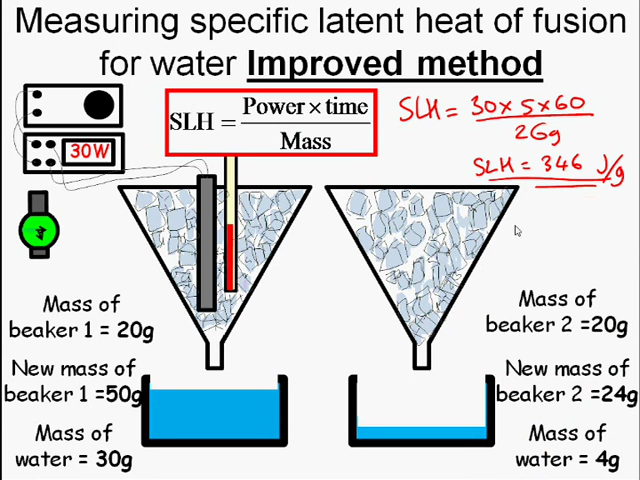 Measuring specific latent heat of fusion
for water Improved method
30W
SLH = Power × time / Mass
SLH = 30 x 5 x 60 / 26g
SLH = 346 J/g
Mass of
beaker 1 = 20g
New mass of
beaker 1 =50g
Mass of
water = 30g
Mass of
beaker 2 =20g
New mass of
beaker 2 =24g
Mass of
water = 4g